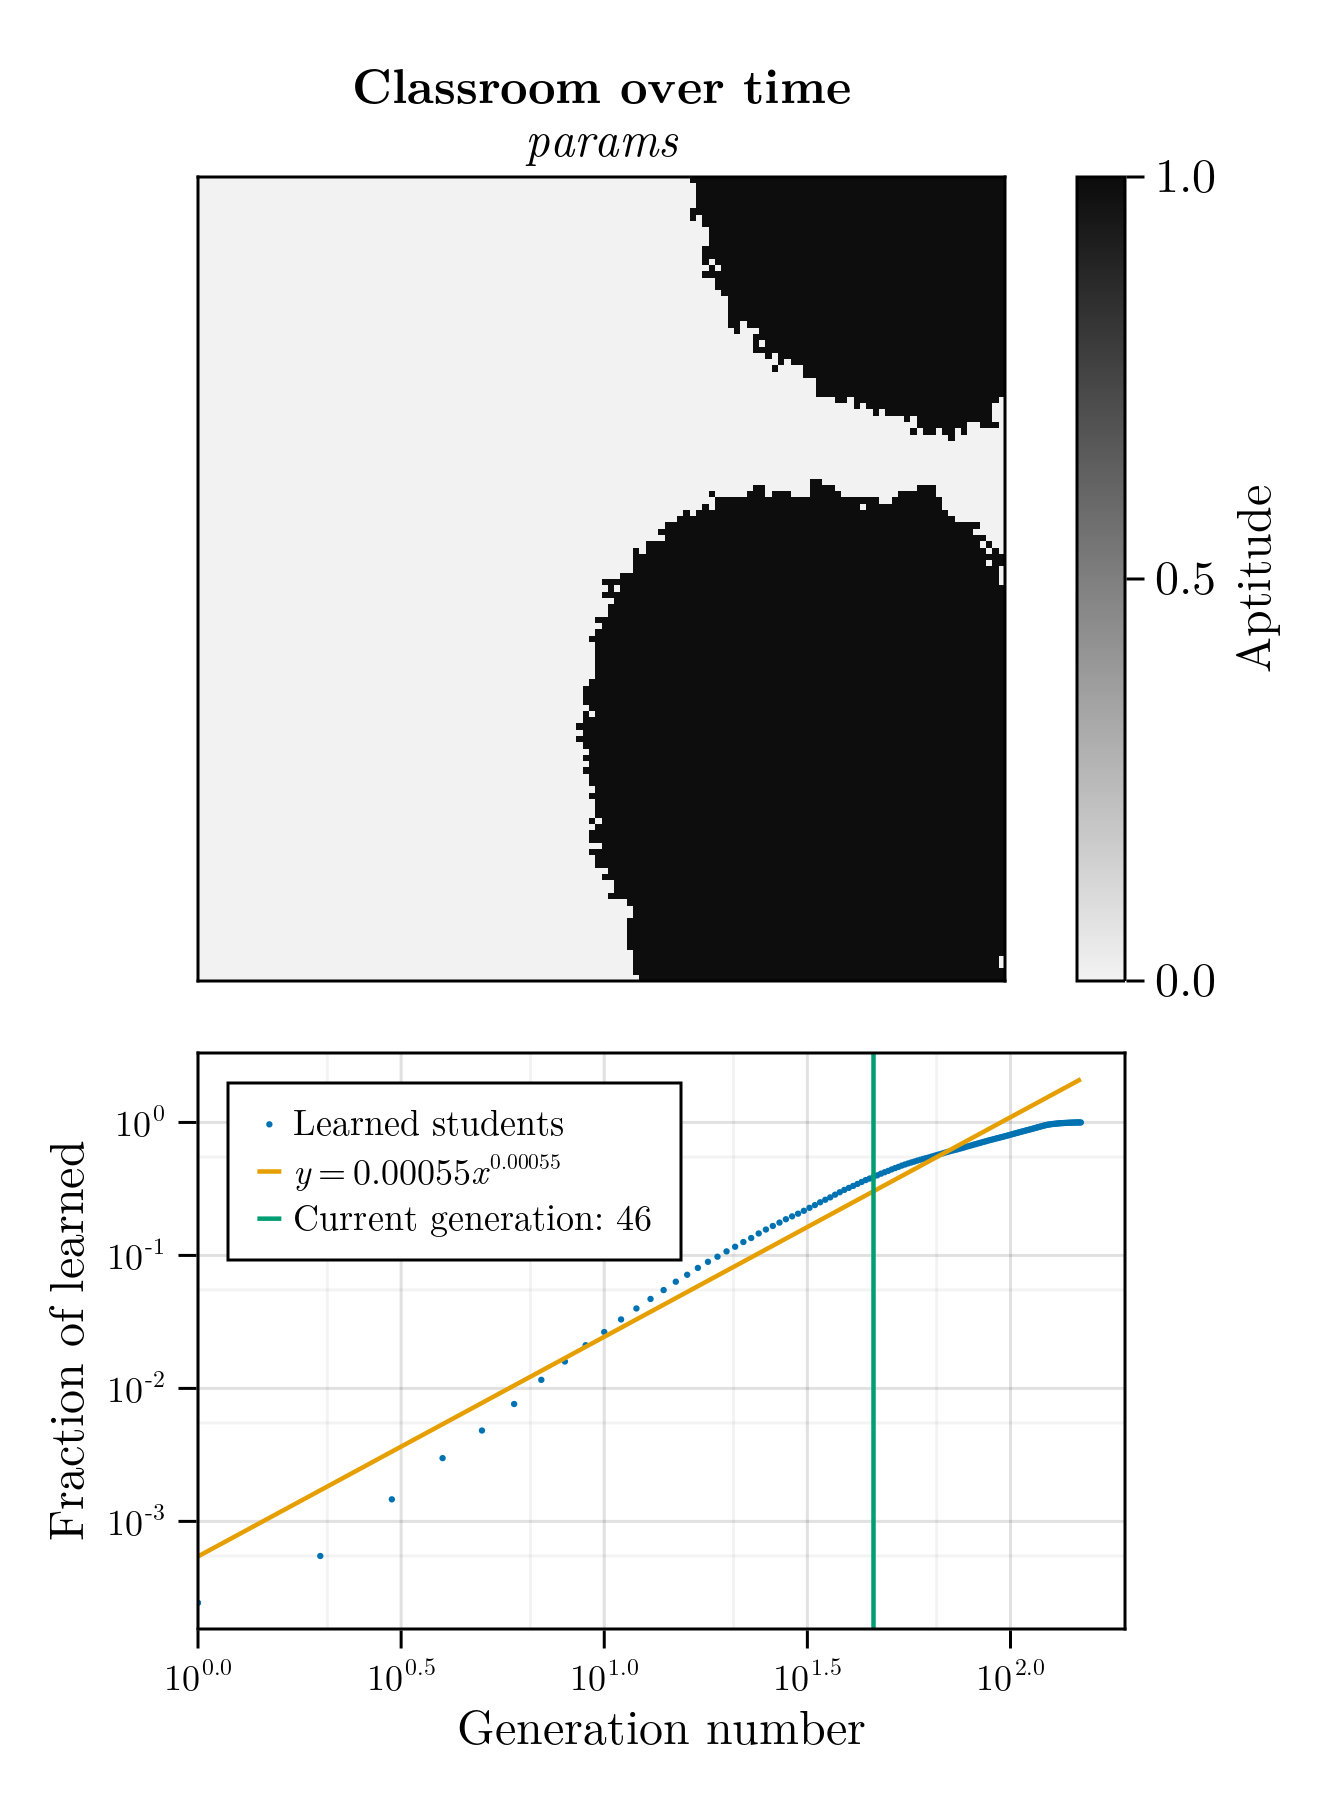 Classroom over time
params
1.0
0.5
0.0
Aptitude
Learned students
y = 0.00055x^0.00055
Current generation: 46
10^0
10^-1
10^-2
10^-3
Fraction of learned
10^0.0 10^0.5 10^1.0 10^1.5 10^2.0
Generation number